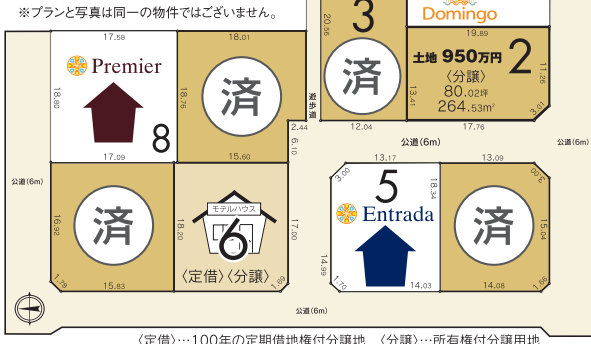 ※プランと写真は同一の物件ではございません。
Domingo
3
20.56
済
12.04
遊歩道
19.89
土地 950万円
〈分譲〉
80.02坪
264.53m²
2
11.26
13.41
3.01
17.76
17.58
Premier
18.80
8
17.09
18.01
18.76
済
15.60
2.44
6.10
公道(6m)
公道(6m)
公道(6m)
16.92
済
1.78
15.83
モデルハウス
6
18.20
17.00
〈定借〉〈分譲〉
1.69
13.17
3.00
5
18.34
Entrada
14.99
1.70
14.03
13.09
3.00
済
15.04
14.08
1.66
公道(6m)
〈定借〉…100年の定期借地権付分譲地 〈分譲〉…所有権付分譲用地